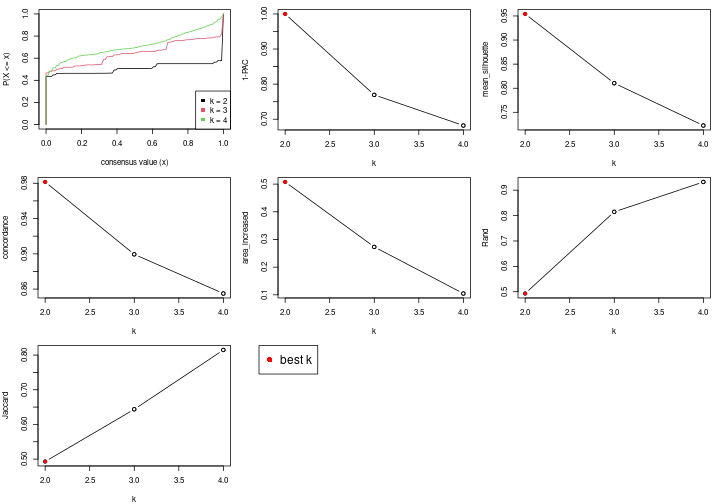 P(X <= x)
0.0 0.2 0.4 0.6 0.8 1.0
k = 2
k = 3
k = 4
0.0 0.2 0.4 0.6 0.8 1.0
consensus value (x)
1-PAC
0.70 0.80 0.90 1.00
2.0 2.5 3.0 3.5 4.0
k
mean_silhouette
0.75 0.80 0.85 0.90 0.95
2.0 2.5 3.0 3.5 4.0
k
concordance
0.86 0.90 0.94 0.98
2.0 2.5 3.0 3.5 4.0
k
area_increased
0.1 0.2 0.3 0.4 0.5
2.0 2.5 3.0 3.5 4.0
k
Rand
0.5 0.6 0.7 0.8 0.9
2.0 2.5 3.0 3.5 4.0
k
Jaccard
0.50 0.60 0.70 0.80
2.0 2.5 3.0 3.5 4.0
k
best k